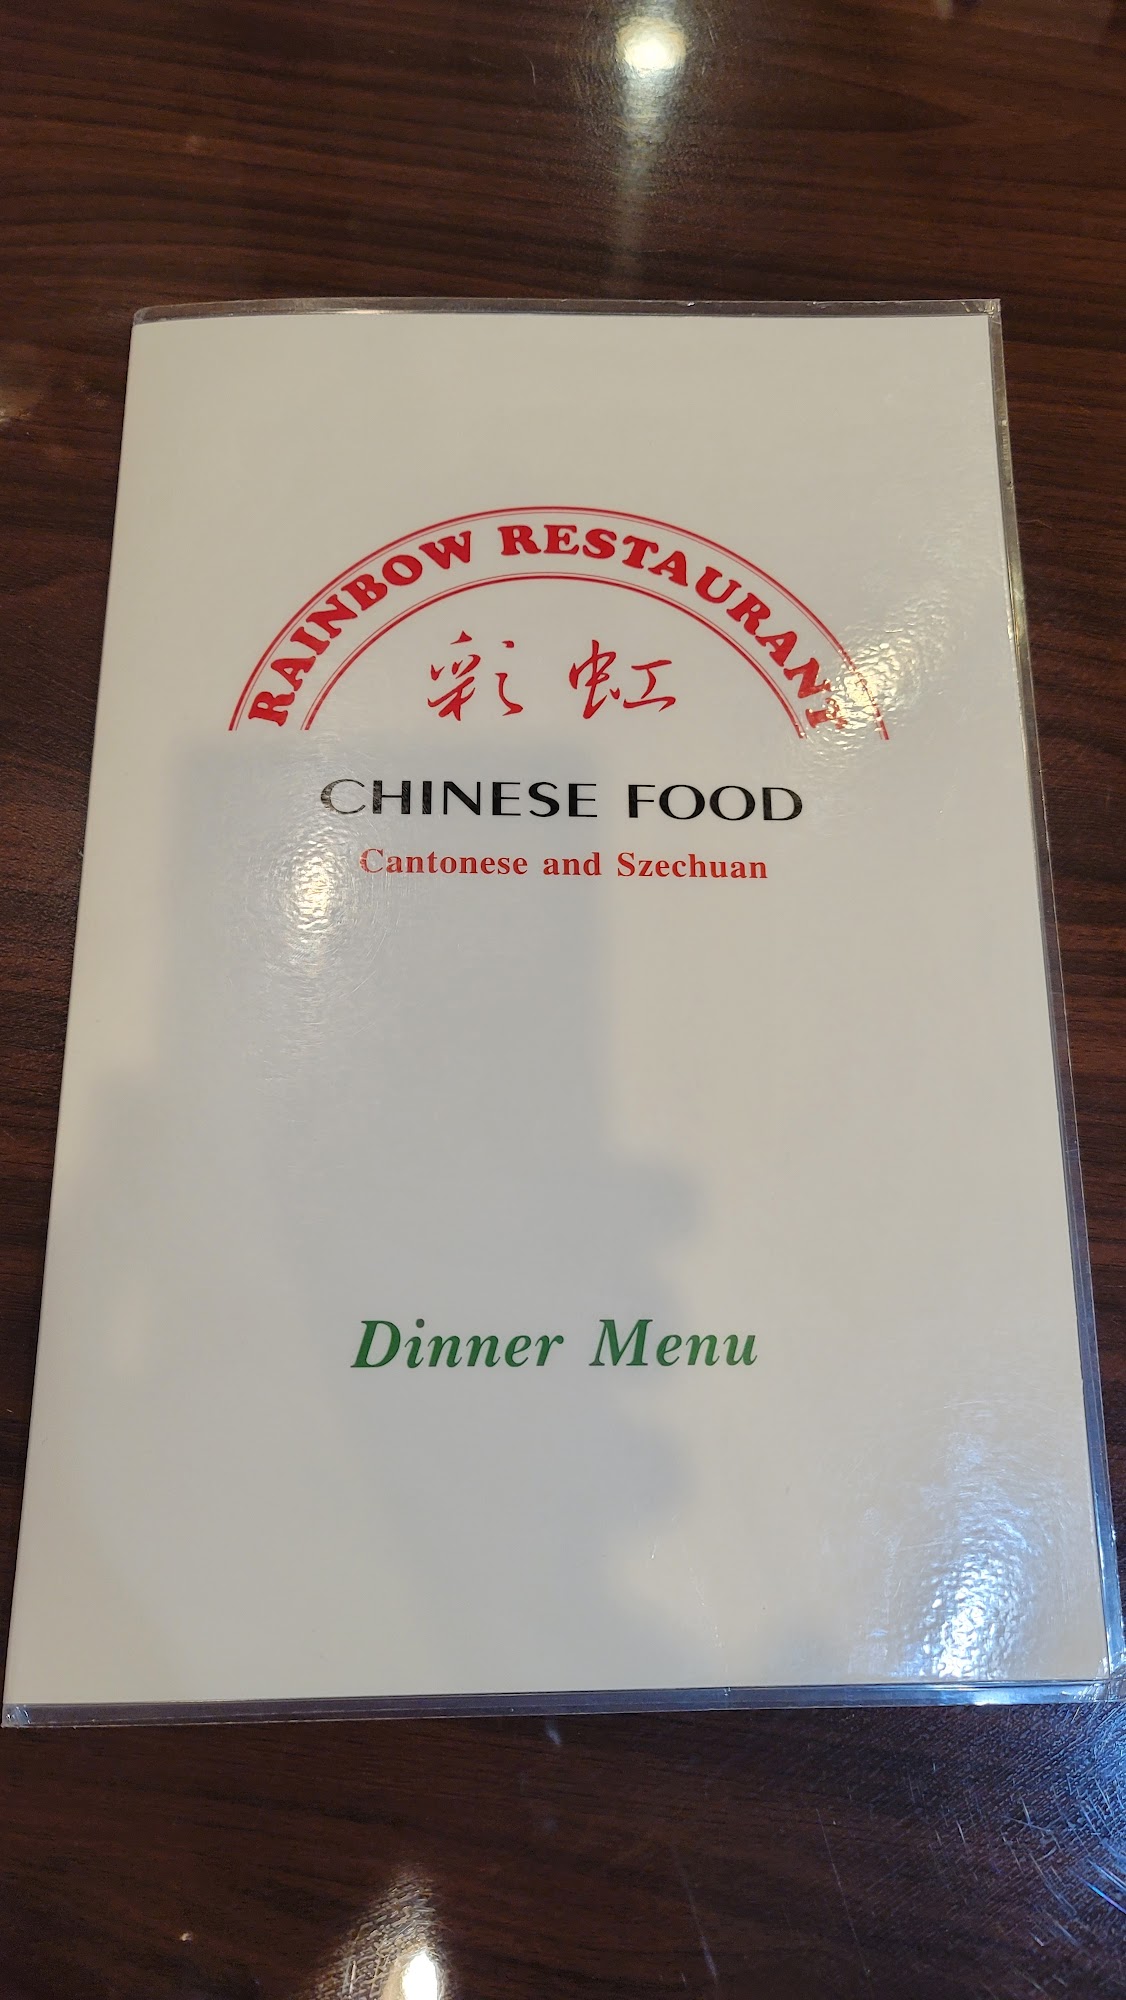 RAINBOW RESTAURANT
彩虹
CHINESE FOOD
Cantonese and Szechuan
Dinner Menu